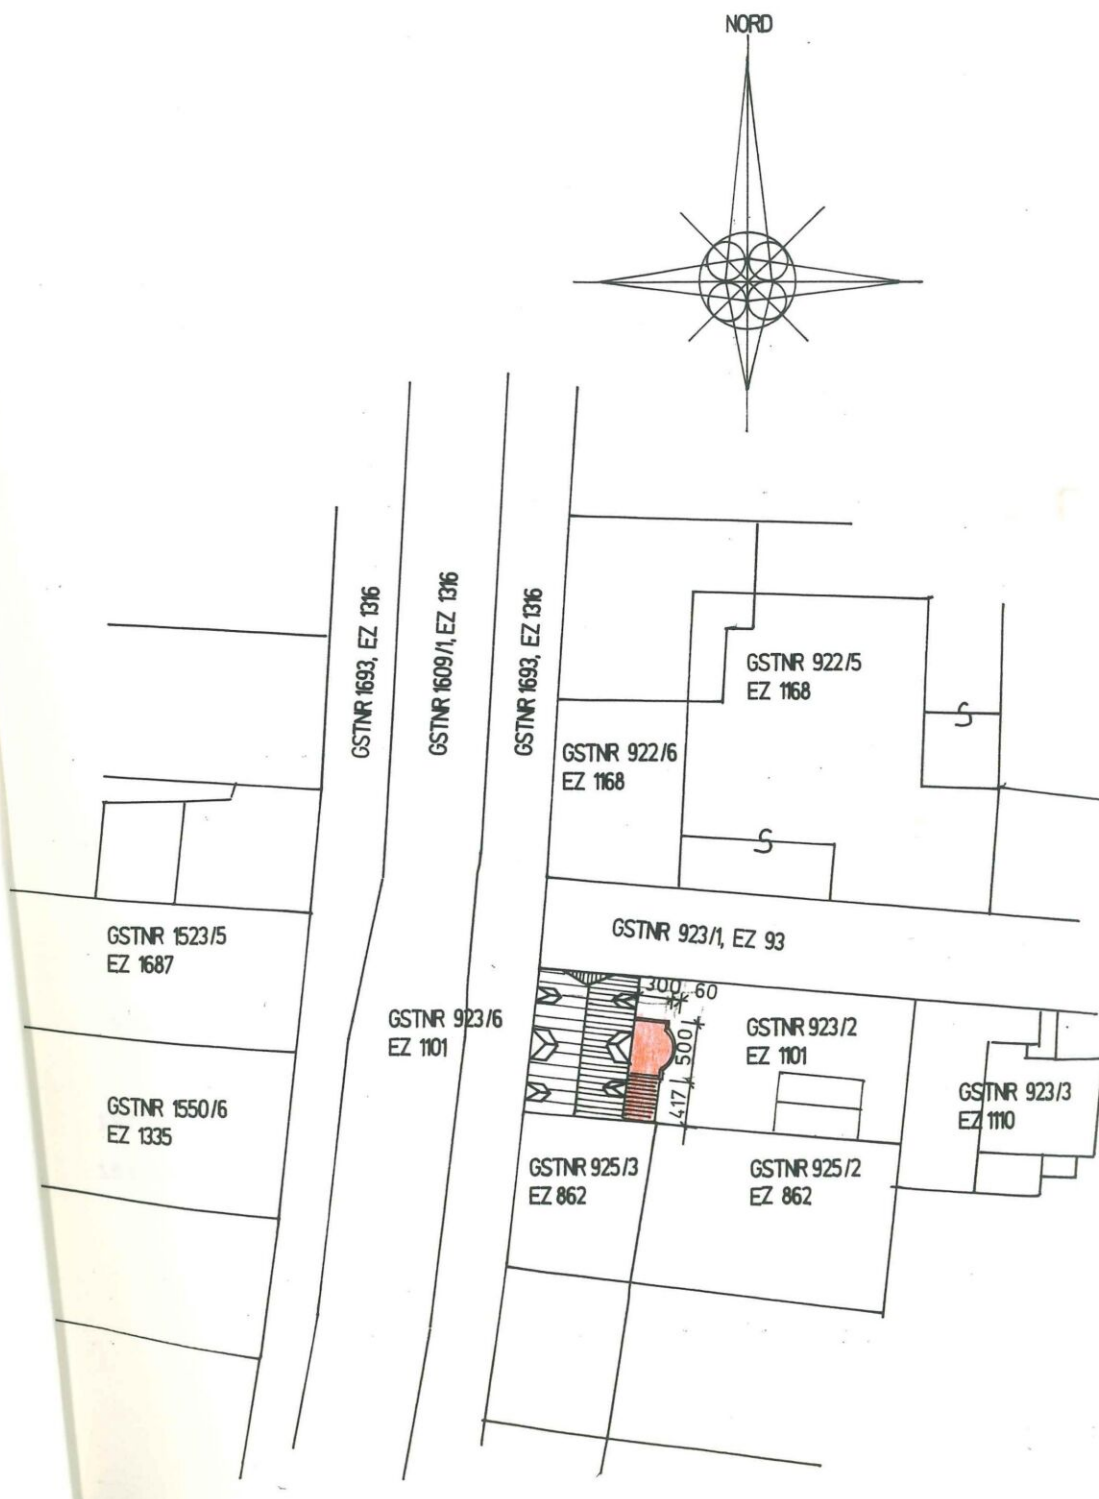 NORD
GSTNR 1693, EZ 1316
GSTNR 1609/1, EZ 1316
GSTNR 1693, EZ 1316
GSTNR 922/5
EZ 1168
S
GSTNR 922/6
EZ 1168
S
GSTNR 1523/5
EZ 1687
GSTNR 923/1, EZ 93
300 60
GSTNR 923/6
EZ 1101
500
417
GSTNR 923/2
EZ 1101
GSTNR 923/3
EZ 1110
GSTNR 1550/6
EZ 1335
GSTNR 925/3
EZ 862
GSTNR 925/2
EZ 862